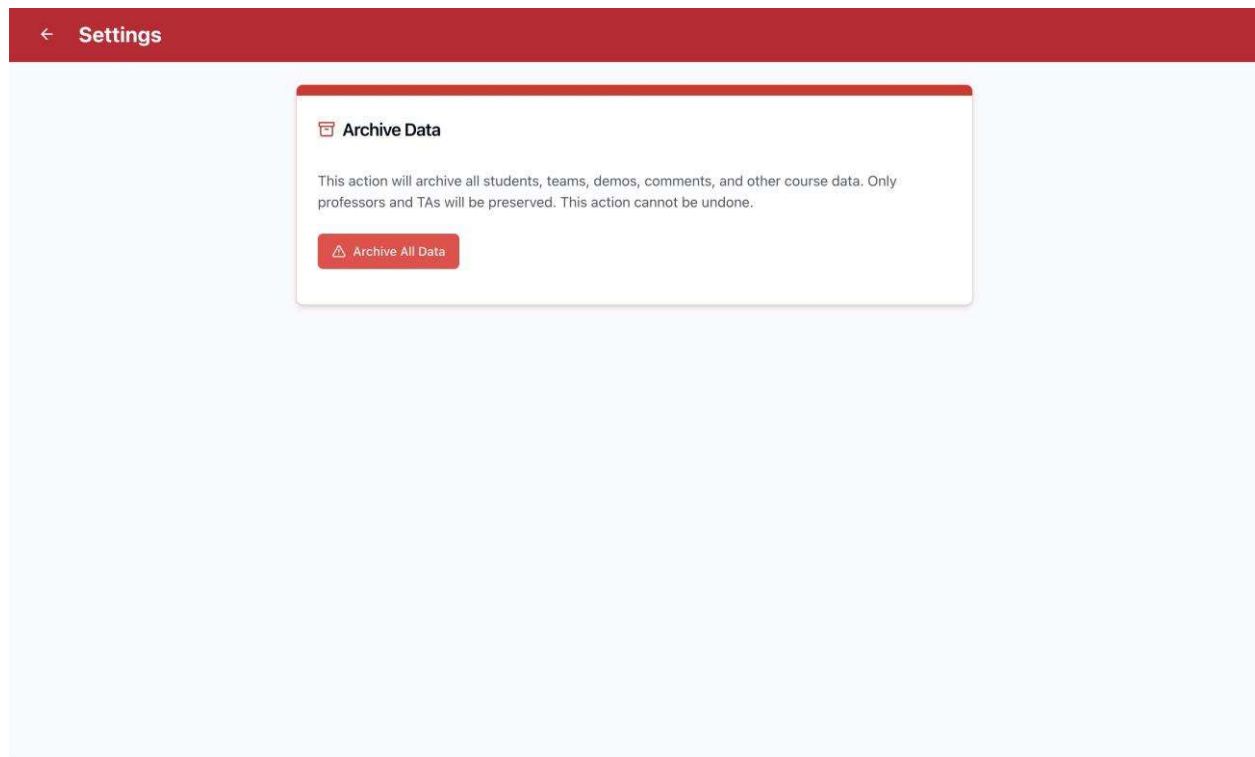 Settings
Archive Data
This action will archive all students, teams, demos, comments, and other course data. Only
professors and TAs will be preserved. This action cannot be undone.
Archive All Data